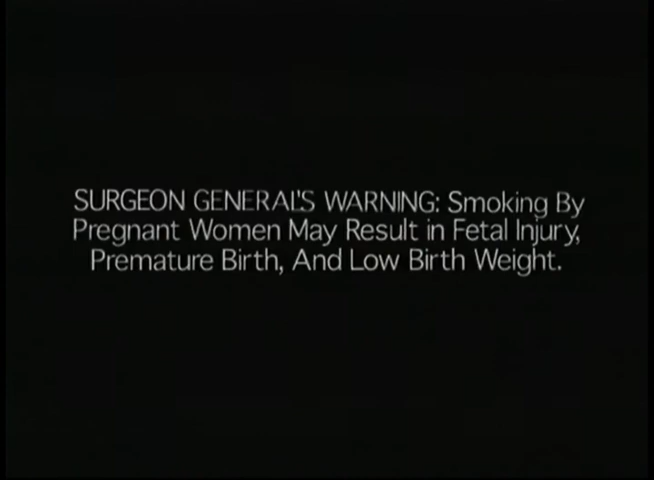 SURGEON GENERAL'S WARNING: Smoking By
Pregnant Women May Result in Fetal Injury,
Premature Birth, And Low Birth Weight.